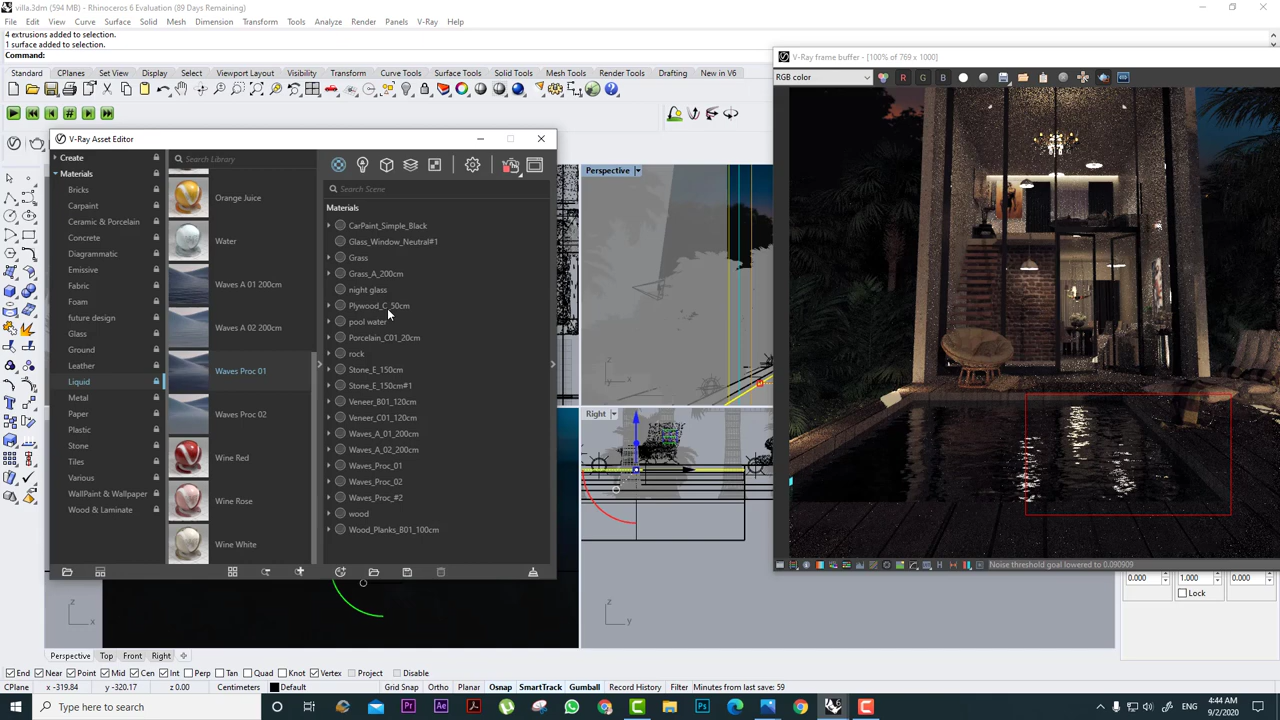 villa.3dm (594 MB) - Rhinoceros 6 Evaluation (89 Days Remaining)
File Edit View Curve Surface Solid Mesh Dimension Transform Tools Analyze Render Panels V-Ray Help
4 extrusions added to selection.
1 surface added to selection.
Command:
Standard CPlanes Set View Display Select Viewport Layout Visibility Transform Curve Tools Surface Tools Solid Tools Mesh Tools Render Tools Drafting New in V6
V-Ray frame buffer - [100% of 769 x 1000]
RGB color
R G B
V-Ray Asset Editor
Create
Materials
Bricks
Carpaint
Ceramic & Porcelain
Concrete
Diagrammatic
Emissive
Fabric
Foam
future design
Glass
Ground
Leather
Liquid
Metal
Paper
Plastic
Stone
Tiles
Various
WallPaint & Wallpaper
Wood & Laminate
Search Library
Orange Juice
Water
Waves A 01 200cm
Waves A 02 200cm
Waves Proc 01
Waves Proc 02
Wine Red
Wine Rose
Wine White
Search Scene
Materials
CarPaint_Simple_Black
Glass_Window_Neutral#1
Grass
Grass_A_200cm
night glass
Plywood_C_50cm
pool water
Porcelain_C01_20cm
rock
Stone_E_150cm
Stone_E_150cm#1
Veneer_B01_120cm
Veneer_C01_120cm
Waves_A_01_200cm
Waves_A_02_200cm
Waves_Proc_01
Waves_Proc_02
Waves_Proc_#2
wood
Wood_Planks_B01_100cm
Perspective
Right
z
x
z
y
z
x
Noise threshold goal lowered to 0.090909
0.000 1.000 0.000
Lock
Perspective Top Front Right
End Near Point Mid Cen Int Perp Tan Quad Knot Vertex Project Disable
CPlane x -319.84 y -320.17 z 0.00 Centimeters Default Grid Snap Ortho Planar Osnap SmartTrack Gumball Record History Filter Minutes from last save: 59
Type here to search
4:44 AM
9/2/2020